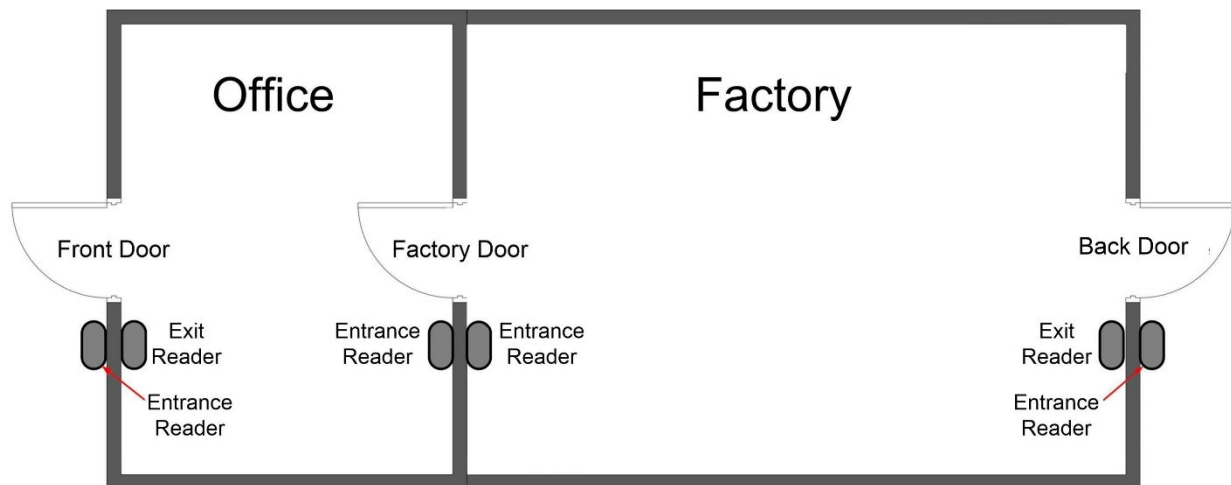 Office
Factory
Front Door
Factory Door
Back Door
Exit
Reader
Entrance
Reader
Entrance
Reader
Entrance
Reader
Exit
Reader
Entrance
Reader